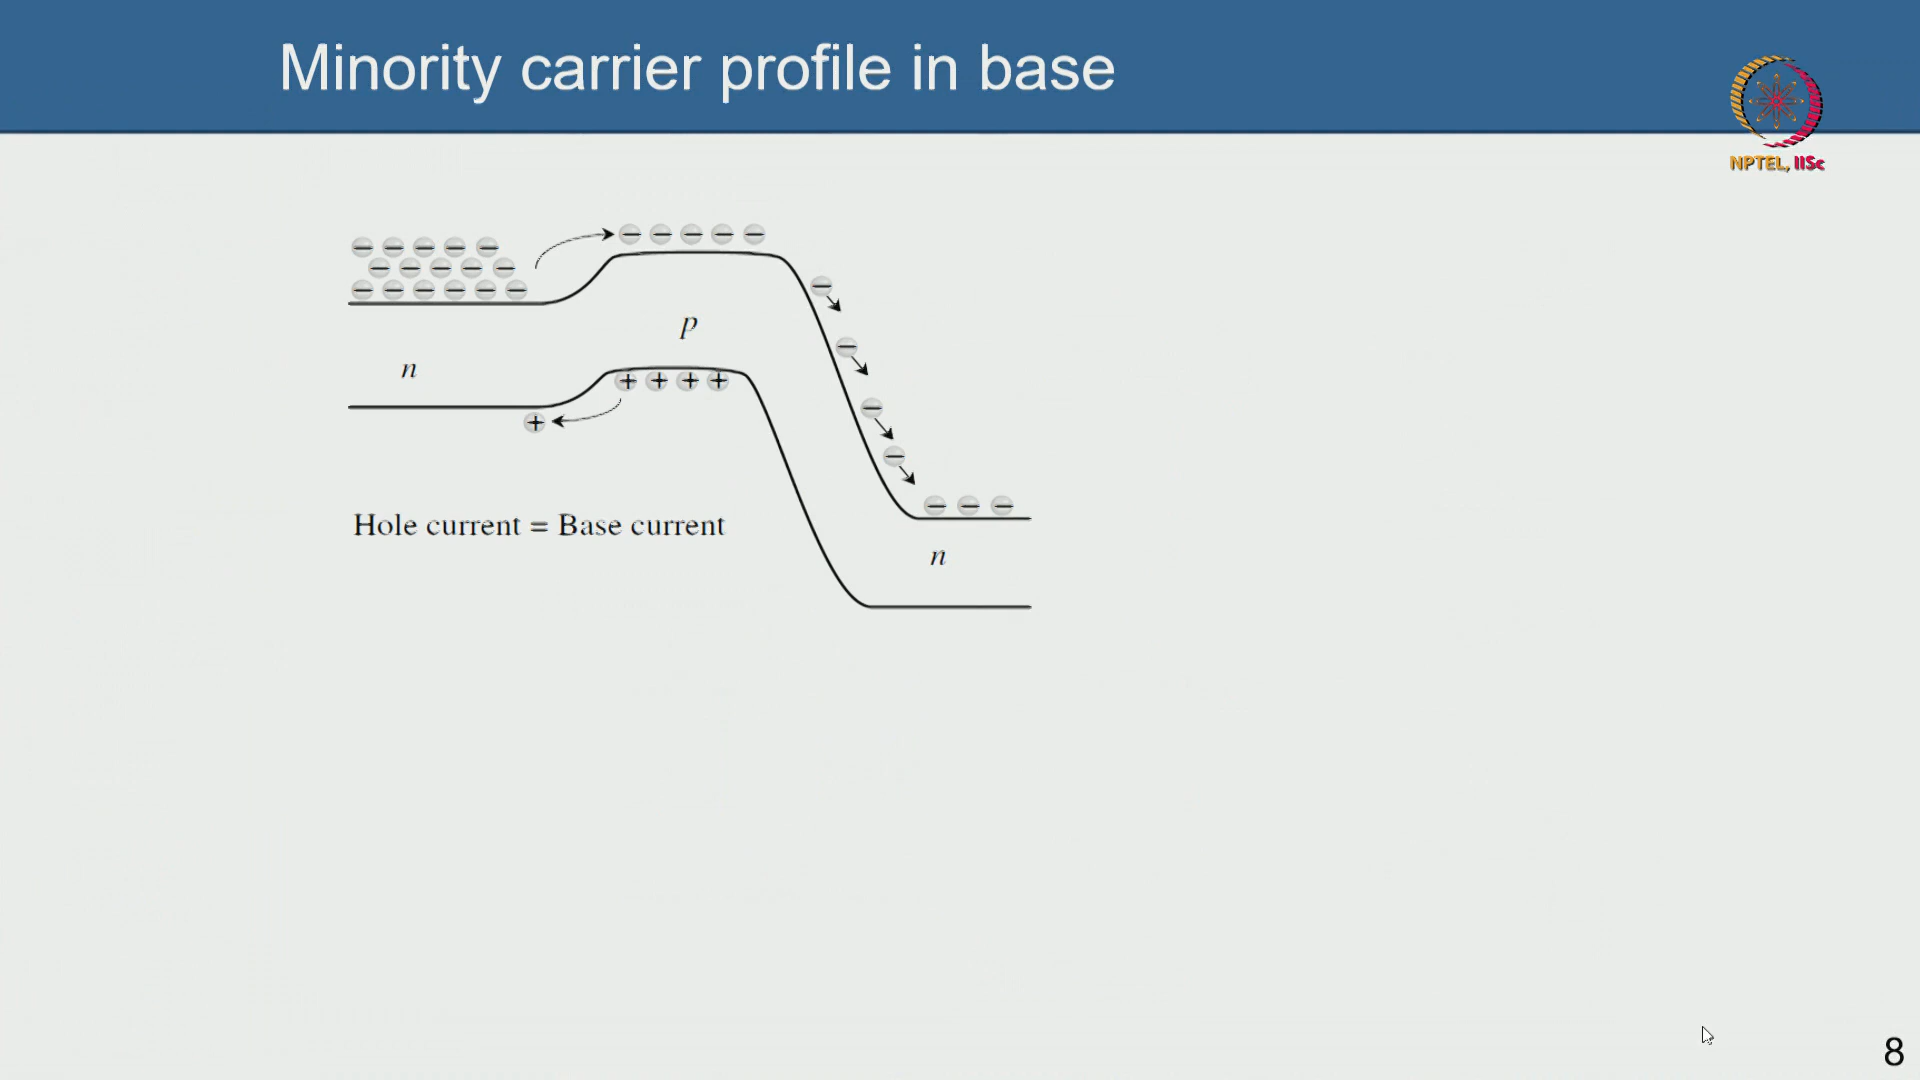 Minority carrier profile in base
NPTEL, IISc
p
n
Hole current = Base current
n
8